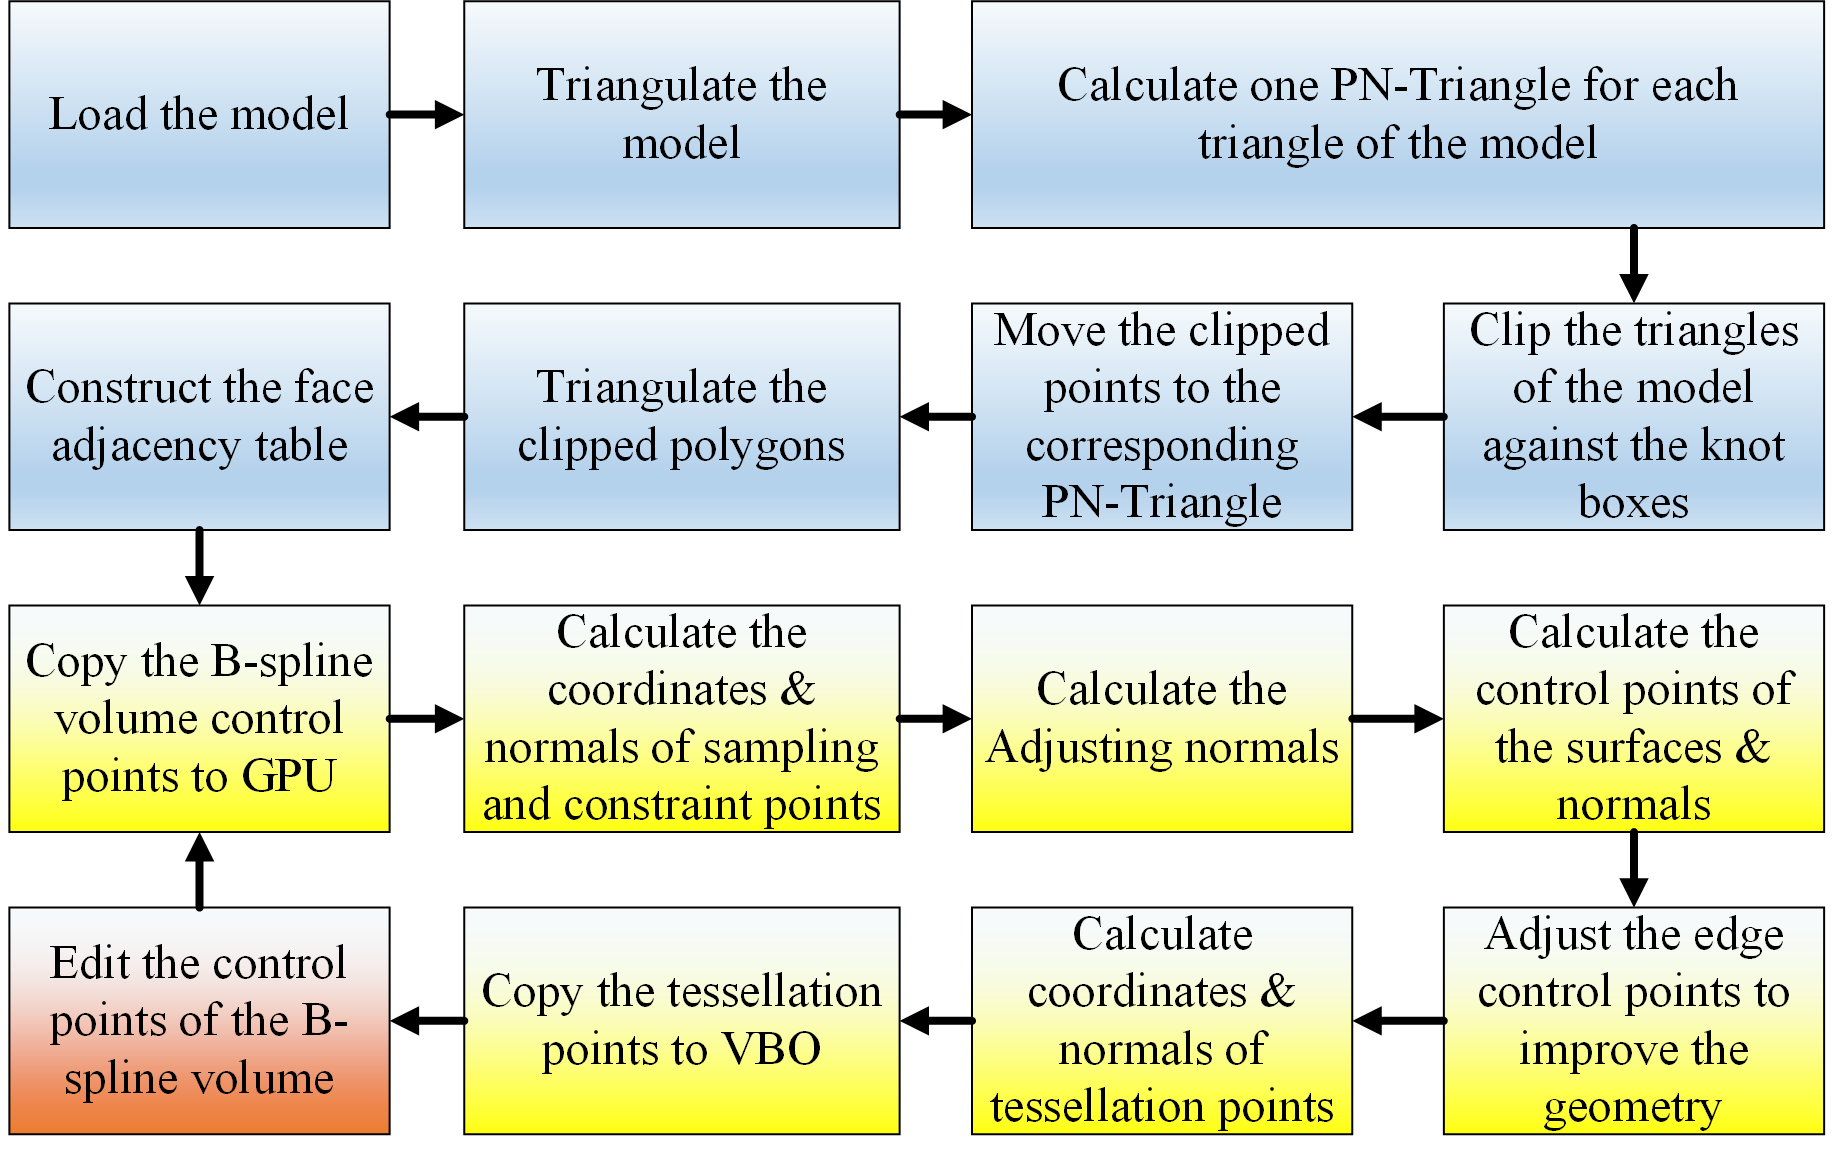 Load the model
Triangulate the
model
Calculate one PN-Triangle for each
triangle of the model
Construct the face
adjacency table
Triangulate the
clipped polygons
Move the clipped
points to the
corresponding
PN-Triangle
Clip the triangles
of the model
against the knot
boxes
Copy the B-spline
volume control
points to GPU
Calculate the
coordinates &
normals of sampling
and constraint points
Calculate the
Adjusting normals
Calculate the
control points of
the surfaces &
normals
Edit the control
points of the B-
spline volume
Copy the tessellation
points to VBO
Calculate
coordinates &
normals of
tessellation points
Adjust the edge
control points to
improve the
geometry